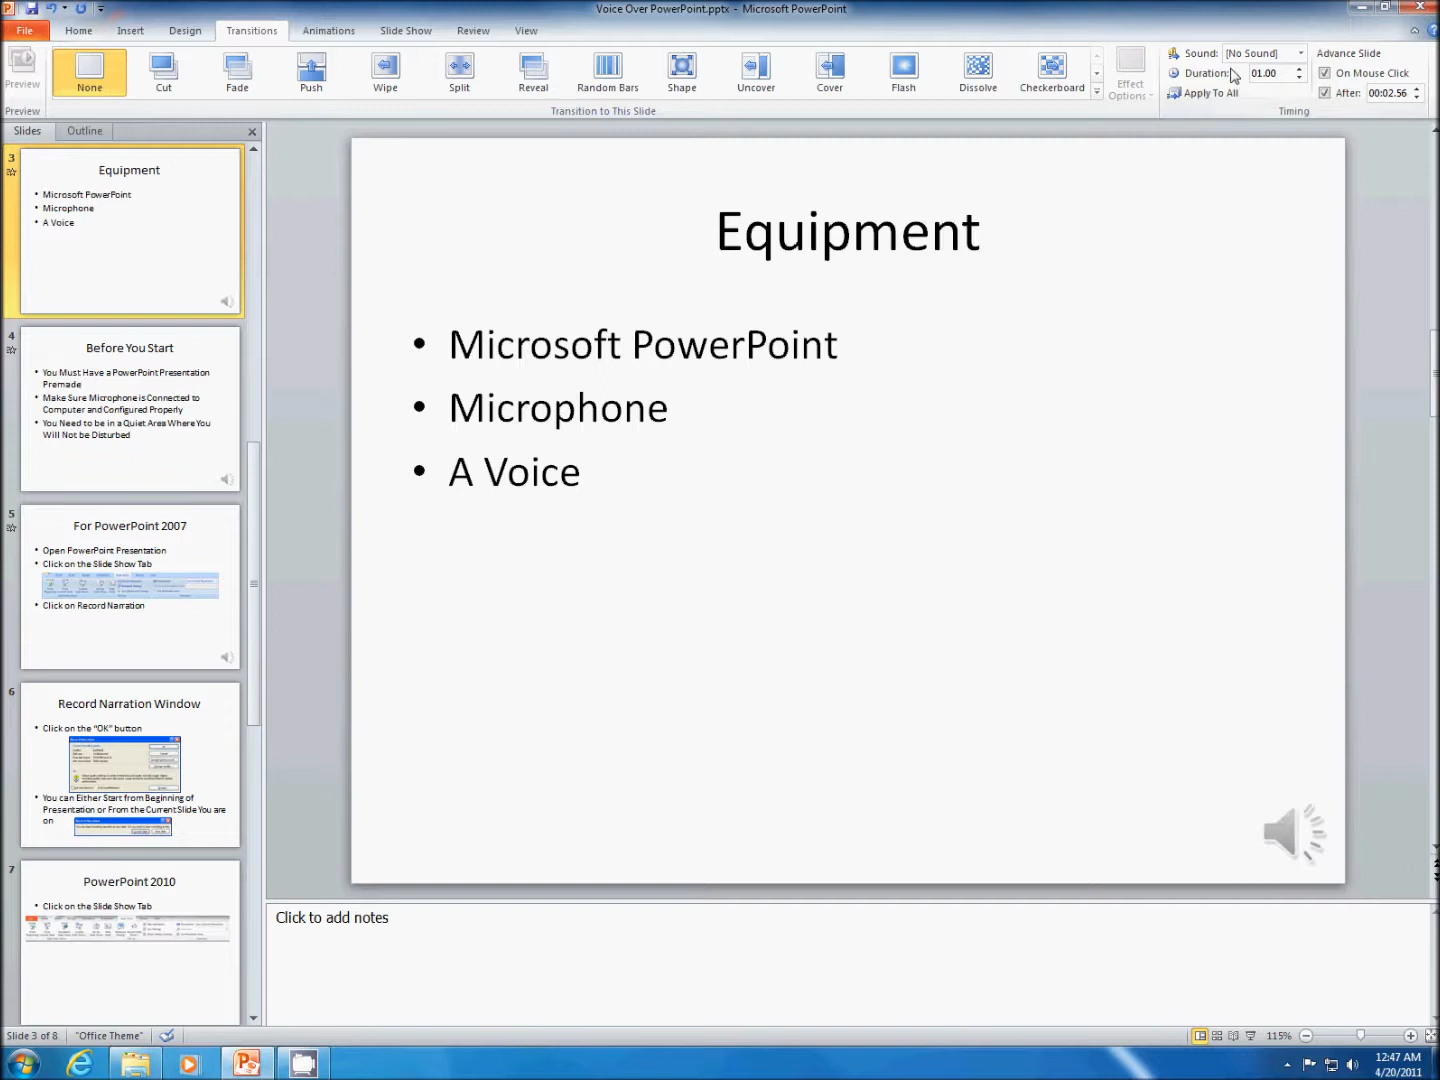 Voice Over PowerPoint.pptx - Microsoft PowerPoint
File Home Insert Design Transitions Animations Slide Show Review View
Preview None Cut Fade Push Wipe Split Reveal Random Bars Shape Uncover Cover Flash Dissolve Checkerboard Effect Options
Sound: [No Sound] Advance Slide
Duration: 01.00 On Mouse Click
Apply To All After: 00:02.56
Preview Transition to This Slide Timing
Slides Outline
3
Equipment
• Microsoft PowerPoint
• Microphone
• A Voice
4
Before You Start
• You Must Have a PowerPoint Presentation
Premade
• Make Sure Microphone is Connected to
Computer and Configured Properly
• You Need to be in a Quiet Area Where You
Will Not be Disturbed
5
For PowerPoint 2007
• Open PowerPoint Presentation
• Click on the Slide Show Tab
• Click on Record Narration
6
Record Narration Window
• Click on the “OK” button
• You can Either Start from Beginning of
Presentation or From the Current Slide You are
on
7
PowerPoint 2010
• Click on the Slide Show Tab
Equipment
• Microsoft PowerPoint
• Microphone
• A Voice
Click to add notes
Slide 3 of 8 "Office Theme" 115%
12:47 AM
4/20/2011